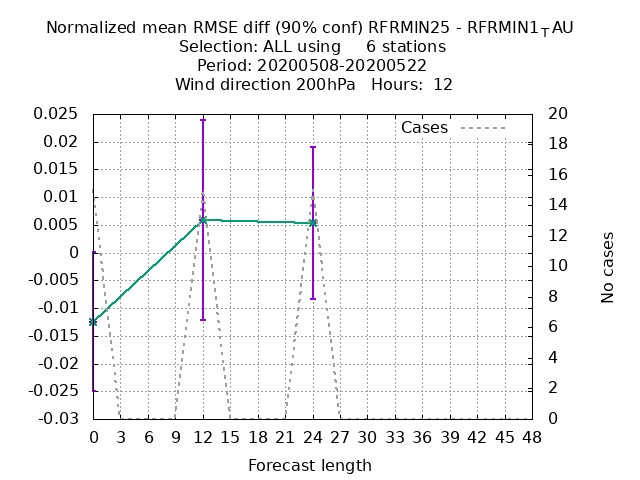 Normalized mean RMSE diff (90% conf) RFRMIN25 - RFRMIN1TAU
Selection: ALL using     6 stations
Period: 20200508-20200522
Wind direction 200hPa   Hours:  12
Cases
0.025
0.02
0.015
0.01
0.005
0
-0.005
-0.01
-0.015
-0.02
-0.025
-0.03
20
18
16
14
12
10
8
6
4
2
0
No cases
0 3 6 9 12 15 18 21 24 27 30 33 36 39 42 45 48
Forecast length